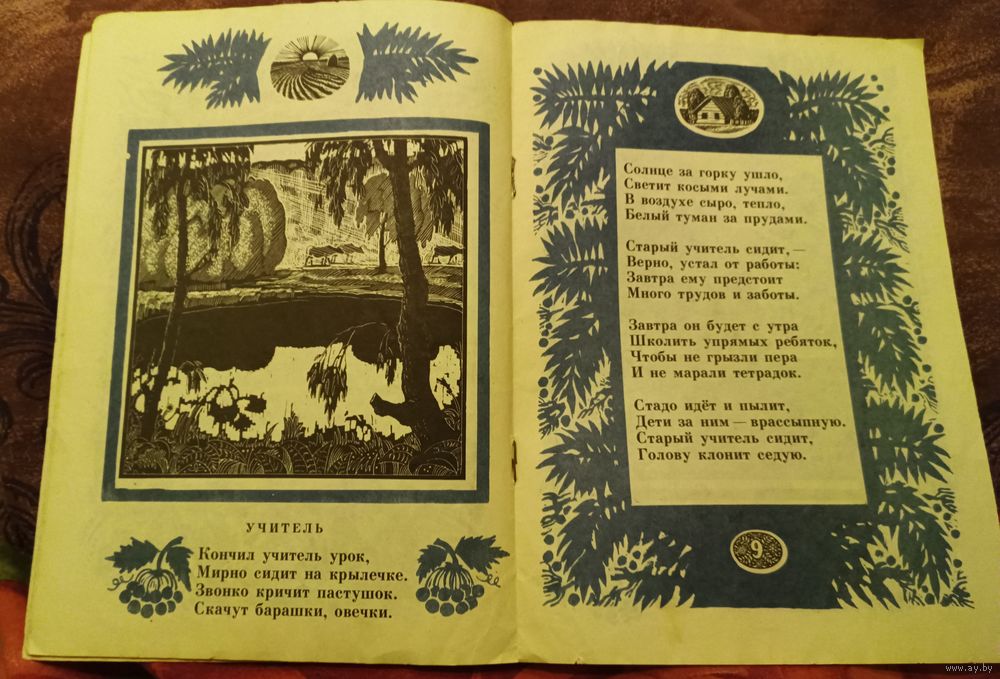 УЧИТЕЛЬ
Кончил учитель урок,
Мирно сидит на крылечке.
Звонко кричит пастушок.
Скачут барашки, овечки.
Солнце за горку ушло,
Светит косыми лучами.
В воздухе сыро, тепло,
Белый туман за прудами.
Старый учитель сидит, —
Верно, устал от работы:
Завтра ему предстоит
Много трудов и заботы.
Завтра он будет с утра
Школить упрямых ребяток,
Чтобы не грызли пера
И не марали тетрадок.
Стадо идёт и пылит,
Дети за ним — врассыпную.
Старый учитель сидит,
Голову клонит седую.
9
www.ay.by